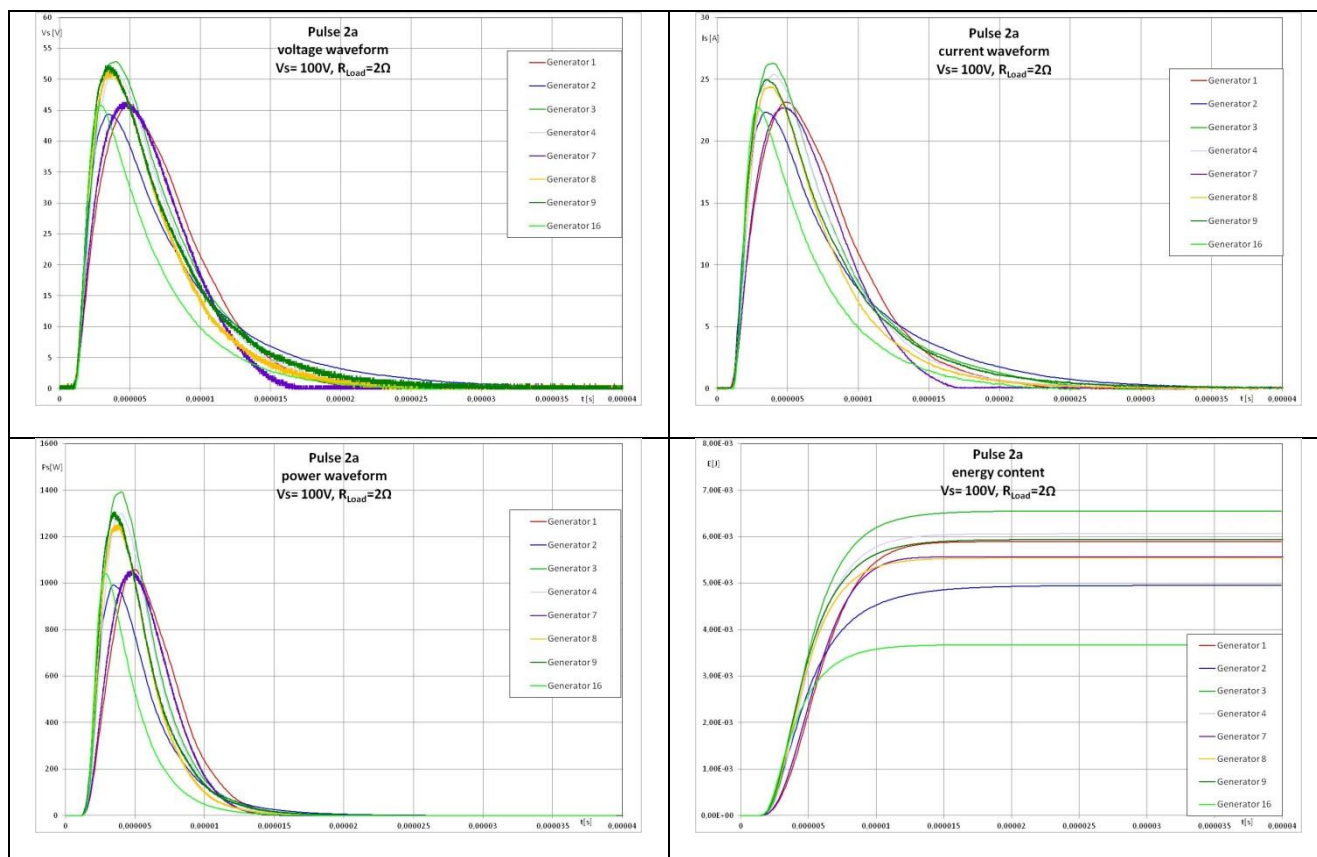 60
Vs [V]
Pulse 2a
voltage waveform
Vs= 100V, RLoad=2Ω
55
50
45
40
35
30
25
20
15
10
5
0
Generator 1
Generator 2
Generator 3
Generator 4
Generator 7
Generator 8
Generator 9
Generator 16
0
0,000005
0,00001
0,000015
0,00002
0,000025
0,00003
0,000035
0,00004
t[s]
30
Is [A]
Pulse 2a
current waveform
Vs= 100V, RLoad=2Ω
25
20
15
10
5
0
Generator 1
Generator 2
Generator 3
Generator 4
Generator 7
Generator 8
Generator 9
Generator 16
0
0,000005
0,00001
0,000015
0,00002
0,000025
0,00003
0,000035
0,00004
t[s]
1600
Ps[W]
Pulse 2a
power waveform
Vs= 100V, RLoad=2Ω
1400
1200
1000
800
600
400
200
0
Generator 1
Generator 2
Generator 3
Generator 4
Generator 7
Generator 8
Generator 9
Generator 16
0
0,000005
0,00001
0,000015
0,00002
0,000025
0,00003
0,000035
0,00004
t[s]
8,00E-03
E[J]
Pulse 2a
energy content
Vs= 100V, RLoad=2Ω
7,00E-03
6,00E-03
5,00E-03
4,00E-03
3,00E-03
2,00E-03
1,00E-03
0,00E+00
Generator 1
Generator 2
Generator 3
Generator 4
Generator 7
Generator 8
Generator 9
Generator 16
0
0,000005
0,00001
0,000015
0,00002
0,000025
0,00003
0,000035
0,00004
t[s]